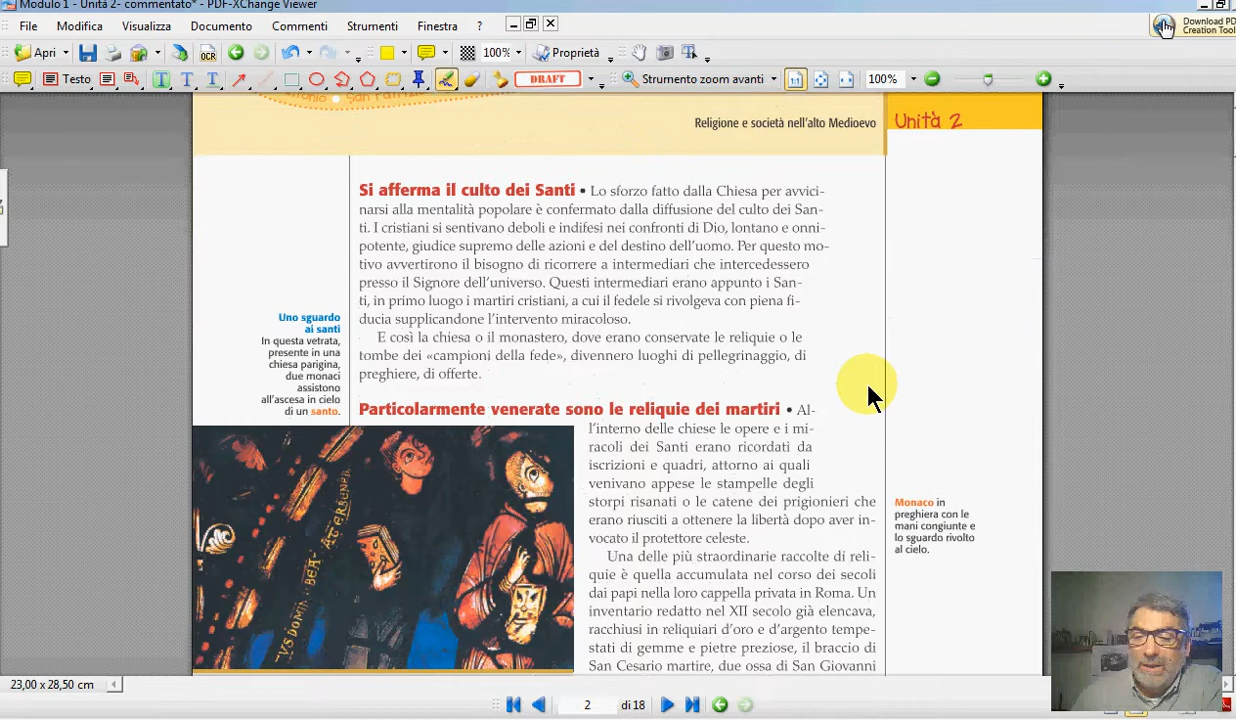 Modulo 1 - Unità 2- commentato* - PDF-XChange Viewer
File Modifica Visualizza Documento Commenti Strumenti Finestra ?
Download PD
Creation Tool
Apri OCR 100% Proprietà
Testo DRAFT Strumento zoom avanti 1:1 100%
San Patrizio
Religione e società nell'alto Medioevo
Unità 2
Si afferma il culto dei Santi • Lo sforzo fatto dalla Chiesa per avvici-
narsi alla mentalità popolare è confermato dalla diffusione del culto dei San-
ti. I cristiani si sentivano deboli e indifesi nei confronti di Dio, lontano e onni-
potente, giudice supremo delle azioni e del destino dell'uomo. Per questo mo-
tivo avvertirono il bisogno di ricorrere a intermediari che intercedessero
presso il Signore dell'universo. Questi intermediari erano appunto i San-
ti, in primo luogo i martiri cristiani, a cui il fedele si rivolgeva con piena fi-
ducia supplicandone l'intervento miracoloso.
E così la chiesa o il monastero, dove erano conservate le reliquie o le
tombe dei «campioni della fede», divennero luoghi di pellegrinaggio, di
preghiere, di offerte.
Uno sguardo
ai santi
In questa vetrata,
presente in una
chiesa parigina,
due monaci
assistono
all'ascesa in cielo
di un santo.
Particolarmente venerate sono le reliquie dei martiri • Al-
l'interno delle chiese le opere e i mi-
racoli dei Santi erano ricordati da
iscrizioni e quadri, attorno ai quali
venivano appese le stampelle degli
storpi risanati o le catene dei prigionieri che
erano riusciti a ottenere la libertà dopo aver in-
vocato il protettore celeste.
Una delle più straordinarie raccolte di reli-
quie è quella accumulata nel corso dei secoli
dai papi nella loro cappella privata in Roma. Un
inventario redatto nel XII secolo già elencava,
racchiusi in reliquiari d'oro e d'argento tempe-
stati di gemme e pietre preziose, il braccio di
San Cesario martire, due ossa di San Giovanni
Monaco in
preghiera con le
mani congiunte e
lo sguardo rivolto
al cielo.
23,00 x 28,50 cm
2 di 18